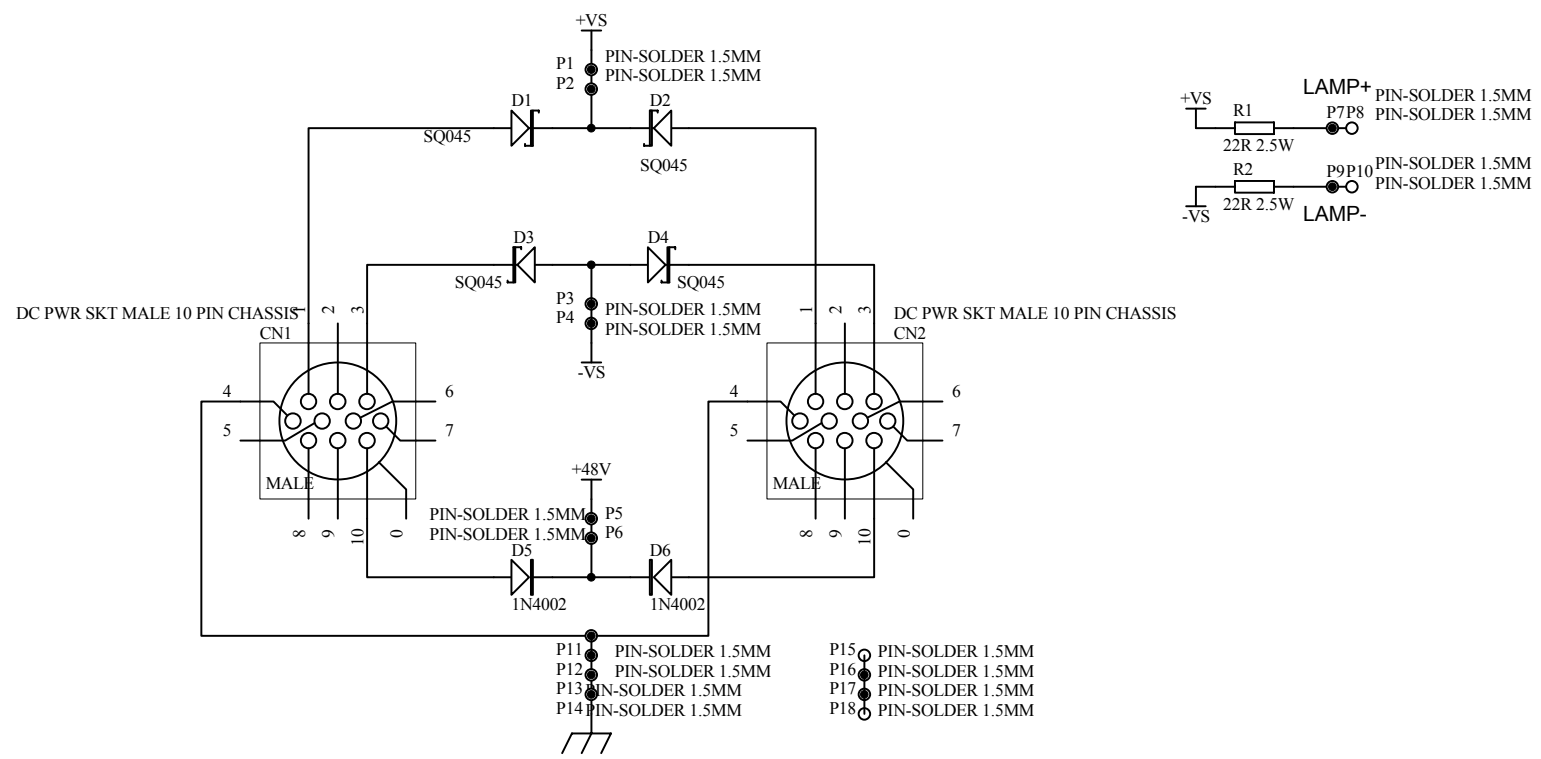 +VS
P1 PIN-SOLDER 1.5MM
P2 PIN-SOLDER 1.5MM
D1
SQ045
D2
SQ045
D3
SQ045
D4
SQ045
P3 PIN-SOLDER 1.5MM
P4 PIN-SOLDER 1.5MM
-VS
DC PWR SKT MALE 10 PIN CHASSIS
CN1
1 2 3
4
5
6
7
MALE
8 9 10 0
DC PWR SKT MALE 10 PIN CHASSIS
CN2
1 2 3
4
5
6
7
MALE
8 9 10 0
+48V
PIN-SOLDER 1.5MM P5
PIN-SOLDER 1.5MM P6
D5
1N4002
D6
1N4002
P11 PIN-SOLDER 1.5MM
P12 PIN-SOLDER 1.5MM
P13 PIN-SOLDER 1.5MM
P14 PIN-SOLDER 1.5MM
P15 PIN-SOLDER 1.5MM
P16 PIN-SOLDER 1.5MM
P17 PIN-SOLDER 1.5MM
P18 PIN-SOLDER 1.5MM
+VS
R1
22R 2.5W
LAMP+
P7 P8
PIN-SOLDER 1.5MM
PIN-SOLDER 1.5MM
-VS
R2
22R 2.5W
P9 P10
PIN-SOLDER 1.5MM
PIN-SOLDER 1.5MM
LAMP-